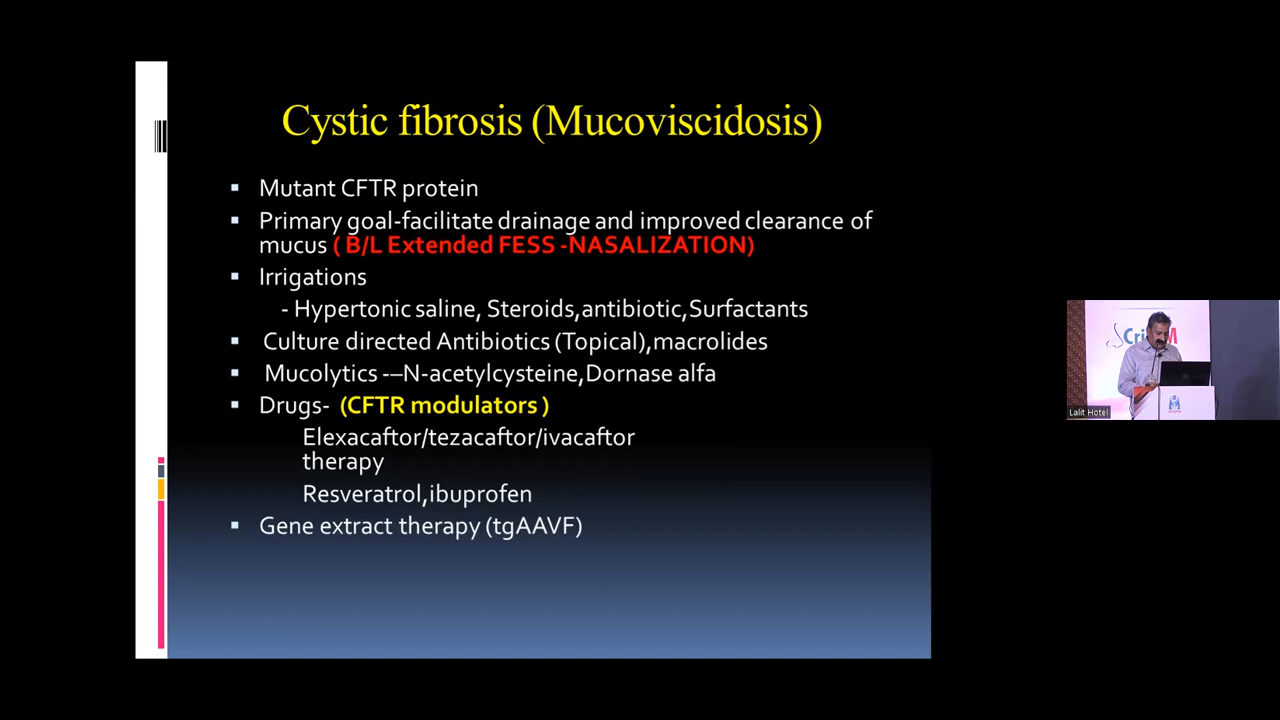 Cystic fibrosis (Mucoviscidosis)
Mutant CFTR protein
Primary goal-facilitate drainage and improved clearance of
mucus ( B/L Extended FESS -NASALIZATION)
Irrigations
- Hypertonic saline, Steroids,antibiotic,Surfactants
Culture directed Antibiotics (Topical),macrolides
Mucolytics -–N-acetylcysteine,Dornase alfa
Drugs- (CFTR modulators )
Elexacaftor/tezacaftor/ivacaftor
therapy
Resveratrol,ibuprofen
Gene extract therapy (tgAAVF)
Lalit Hotel